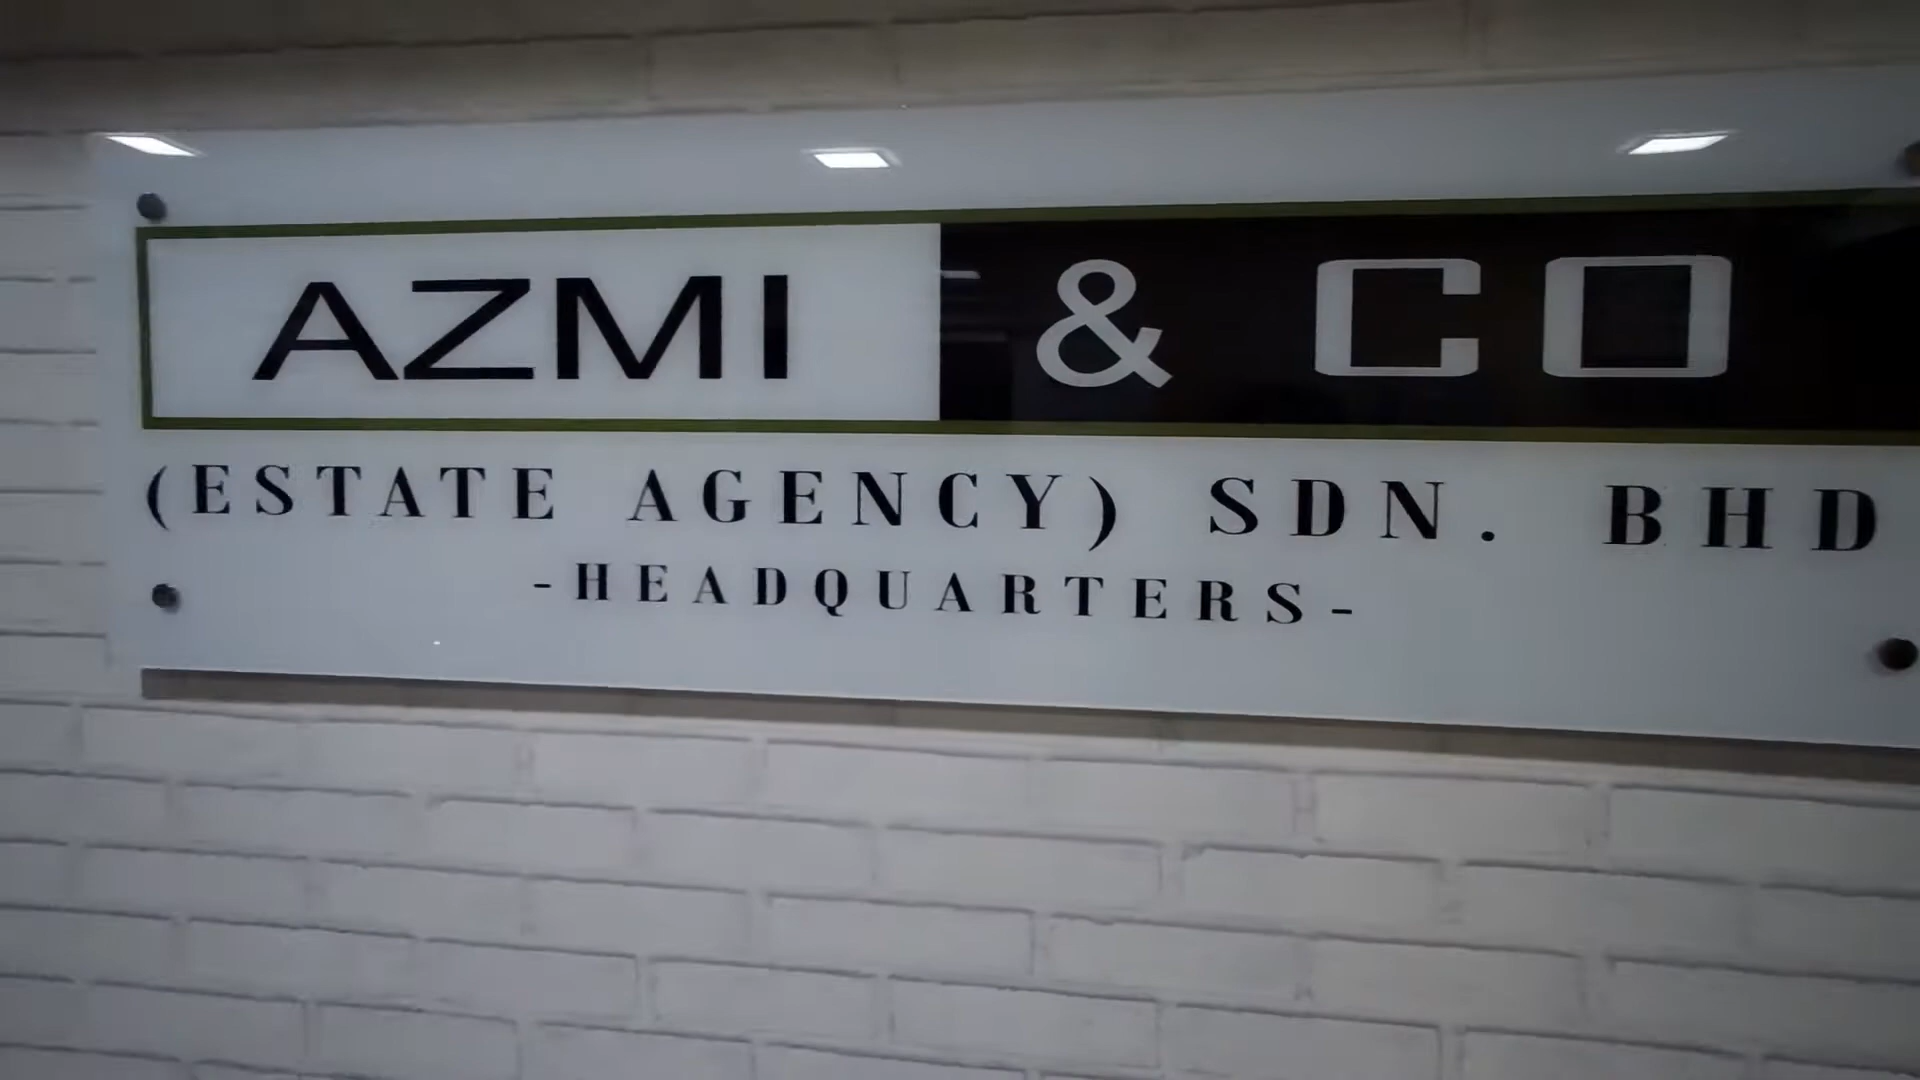 AZMI & CO
(ESTATE AGENCY) SDN. BHD
-HEADQUARTERS-